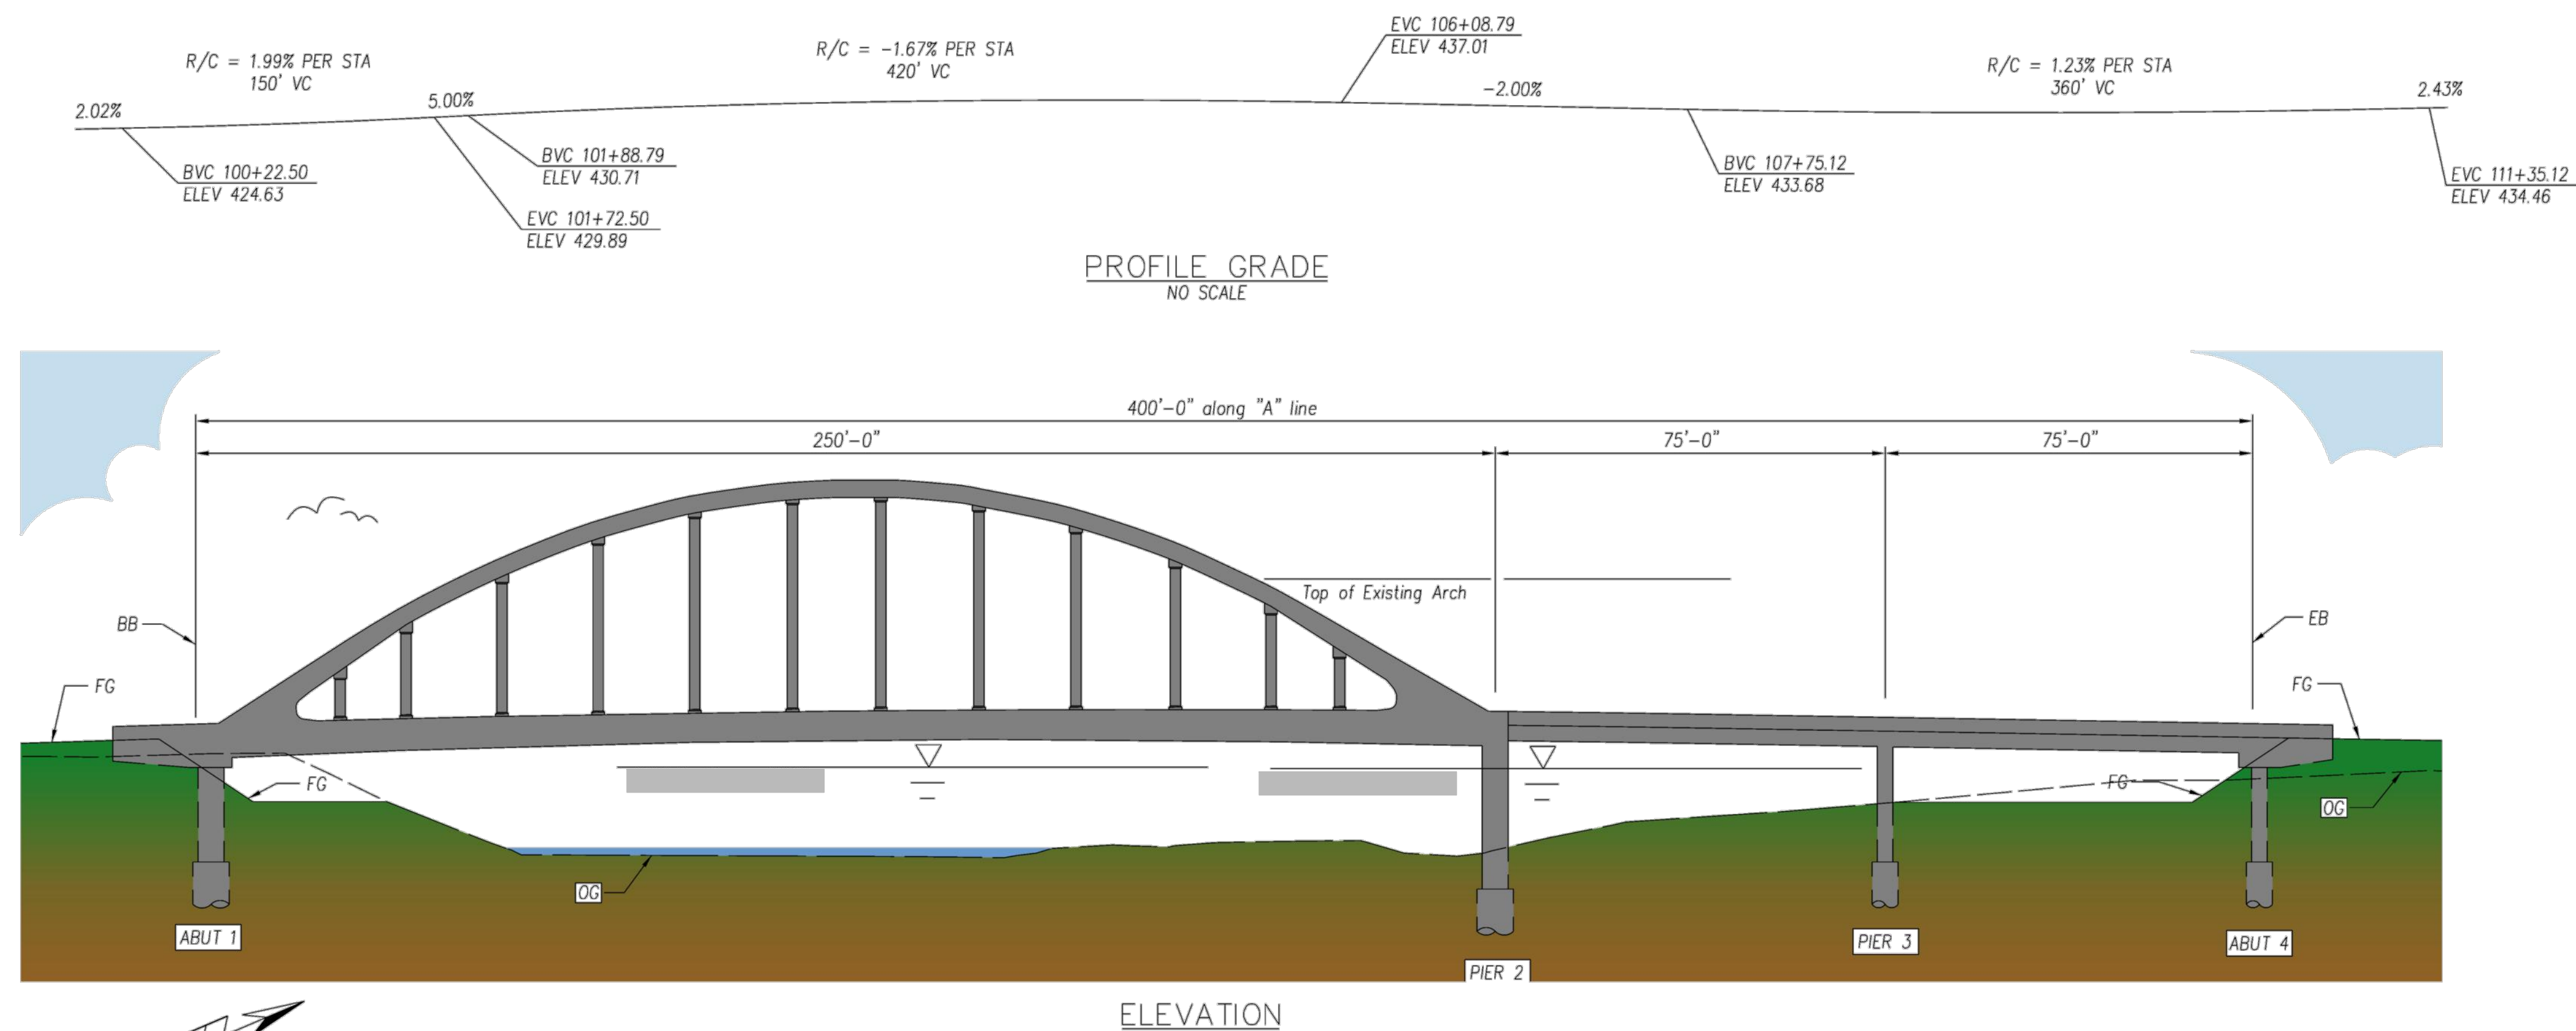 R/C = 1.99% PER STA
150' VC
2.02%
5.00%
BVC 100+22.50
ELEV 424.63
BVC 101+88.79
ELEV 430.71
EVC 101+72.50
ELEV 429.89
R/C = -1.67% PER STA
420' VC
EVC 106+08.79
ELEV 437.01
-2.00%
BVC 107+75.12
ELEV 433.68
R/C = 1.23% PER STA
360' VC
2.43%
EVC 111+35.12
ELEV 434.46
PROFILE GRADE
NO SCALE
400'-0" along "A" line
250'-0"
75'-0"
75'-0"
Top of Existing Arch
BB
EB
FG
FG
FG
FG
OG
OG
ABUT 1
PIER 2
PIER 3
ABUT 4
ELEVATION